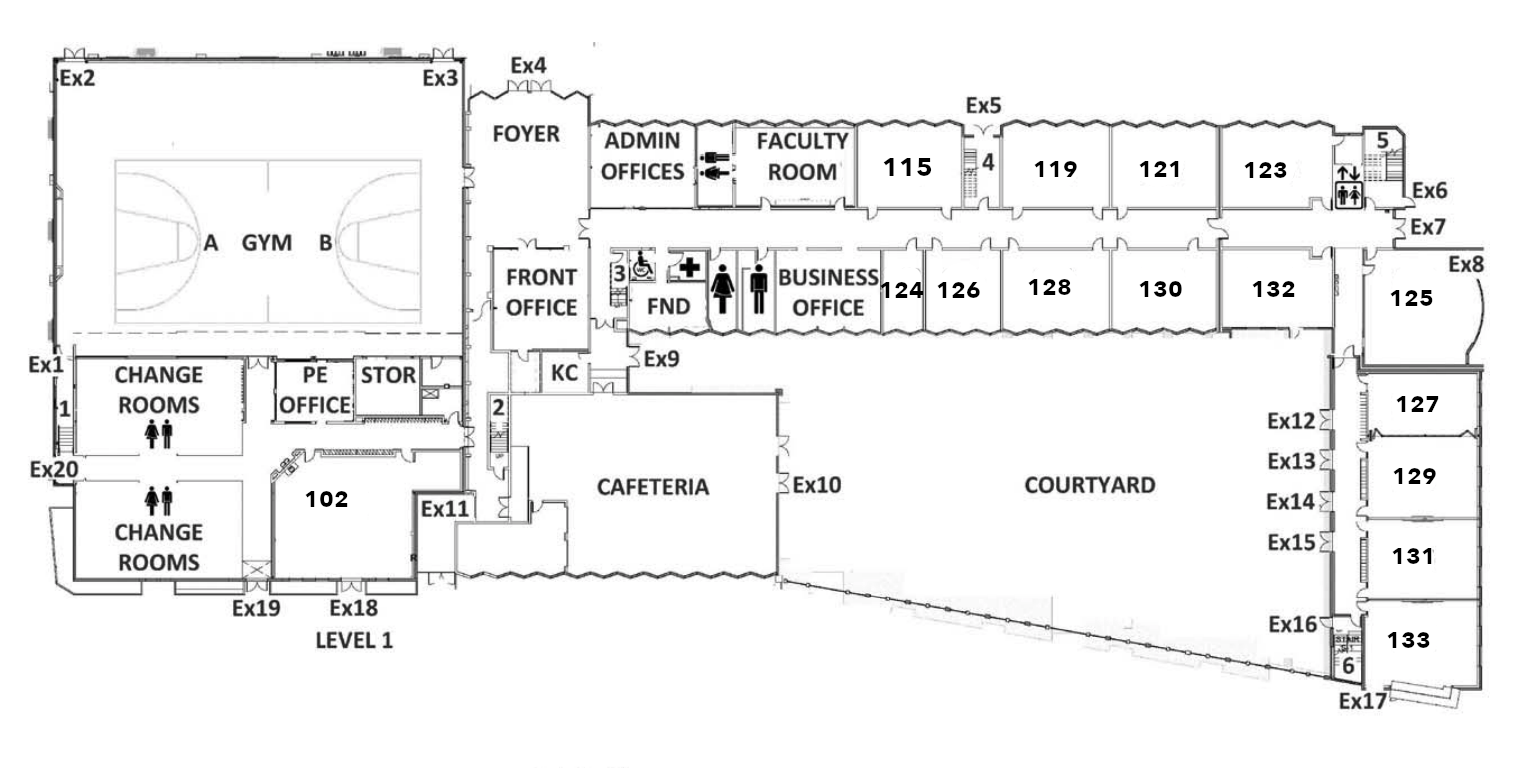 Ex4
Ex2
Ex3
Ex5
FOYER
ADMIN
OFFICES
FACULTY
ROOM
115
4
119
121
123
5
Ex6
Ex7
A GYM B
FRONT
OFFICE
3
FND
BUSINESS
OFFICE
124
126
128
130
132
125
Ex8
Ex1
CHANGE
ROOMS
PE
OFFICE
STOR
KC
Ex9
1
2
127
Ex12
Ex20
Ex13
129
102
CAFETERIA
Ex10
COURTYARD
Ex11
Ex14
CHANGE
ROOMS
Ex15
131
Ex19
Ex18
Ex16
133
LEVEL 1
6
Ex17